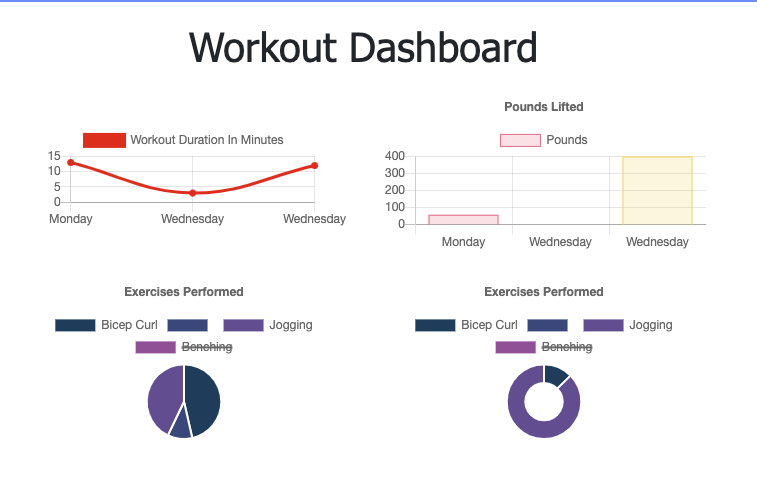 Workout Dashboard
Workout Duration In Minutes
15
10
5
0
Monday Wednesday Wednesday
Pounds Lifted
Pounds
400
300
200
100
0
Monday Wednesday Wednesday
Exercises Performed
Bicep Curl Jogging
Benching
Exercises Performed
Bicep Curl Jogging
Benching